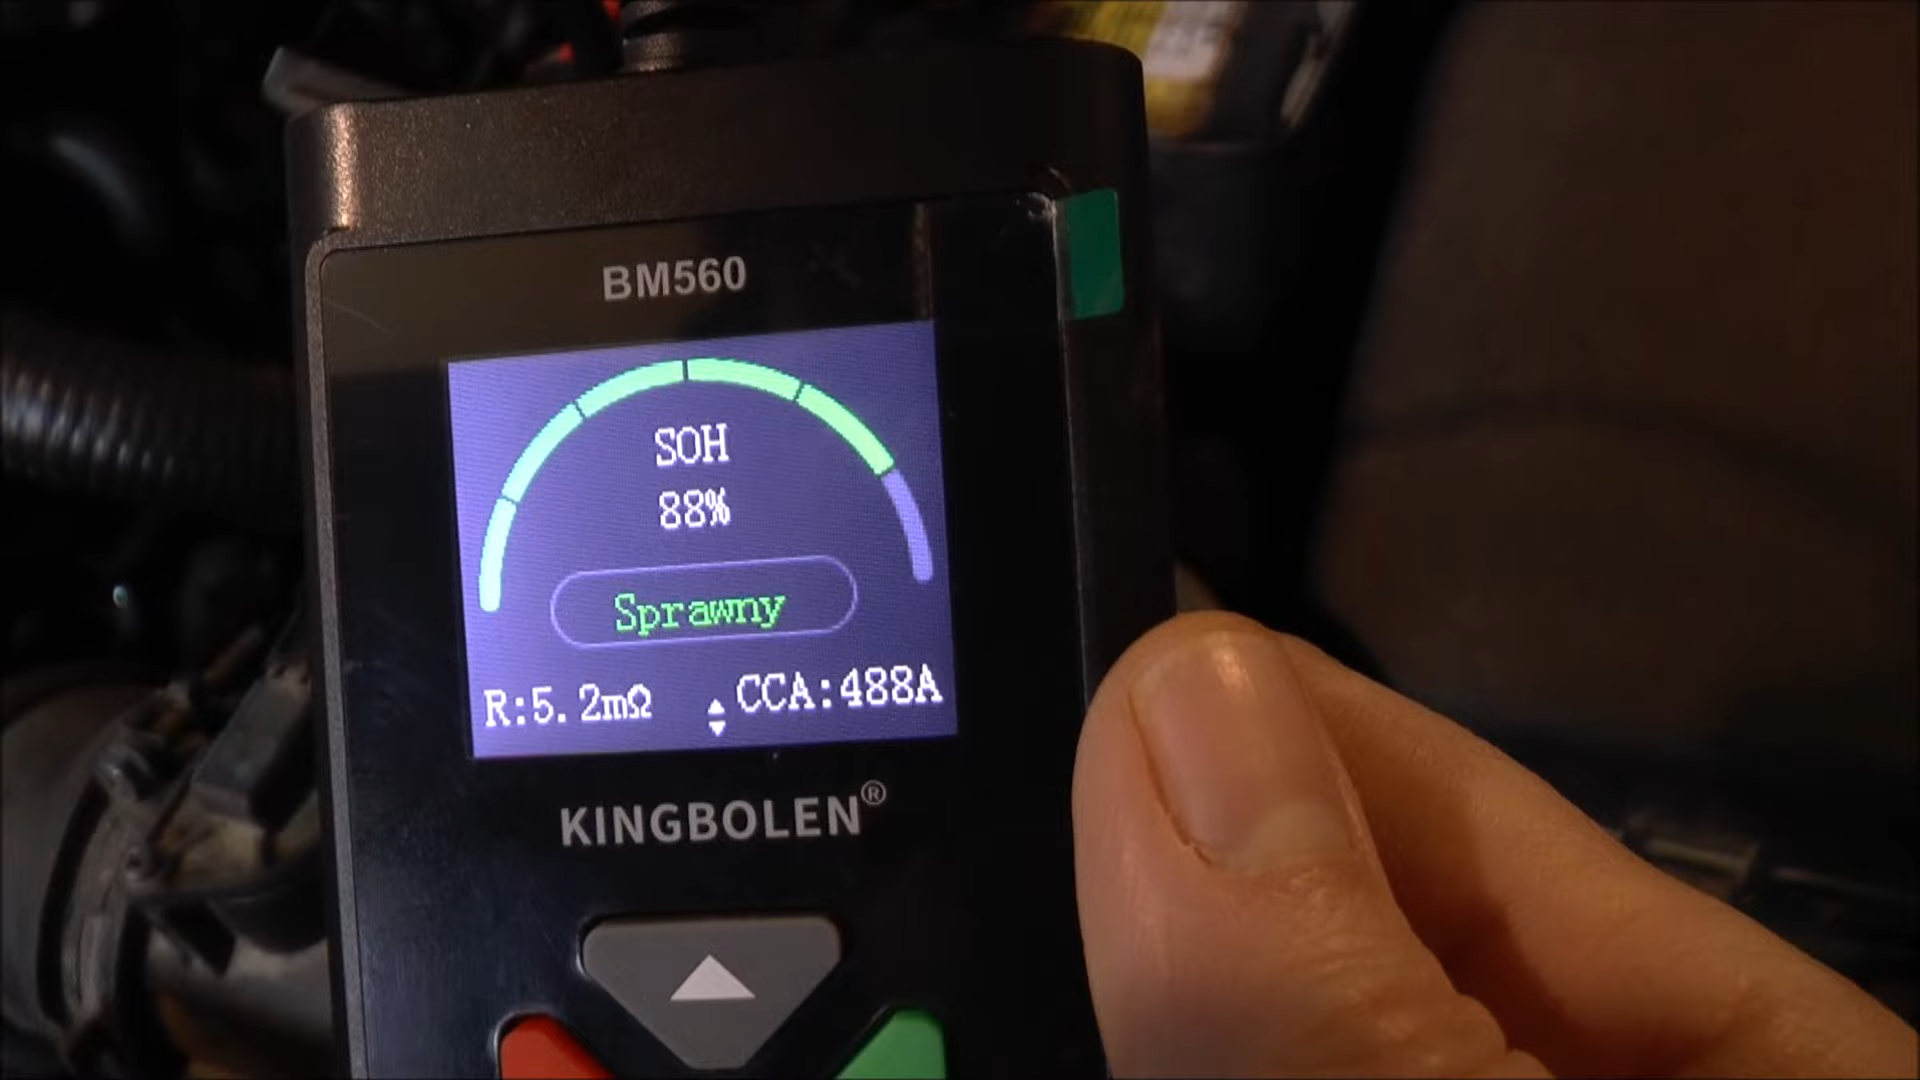 BM560
SOH
88%
Sprawny
R:5.2mΩ
CCA:488A
KINGBOLEN®